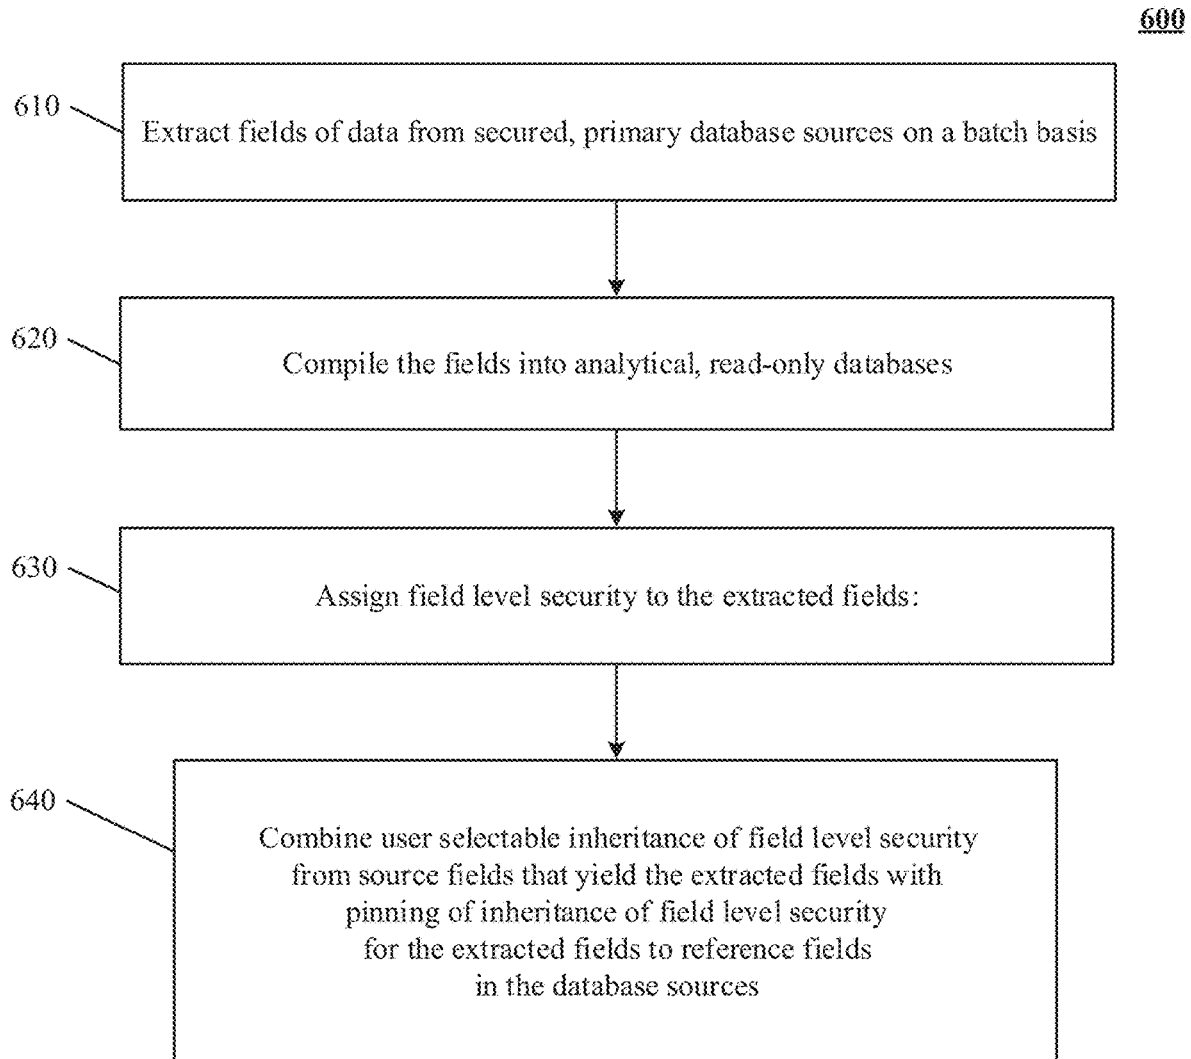 600
610
Extract fields of data from secured, primary database sources on a batch basis
620
Compile the fields into analytical, read-only databases
630
Assign field level security to the extracted fields:
640
Combine user selectable inheritance of field level security
from source fields that yield the extracted fields with
pinning of inheritance of field level security
for the extracted fields to reference fields
in the database sources